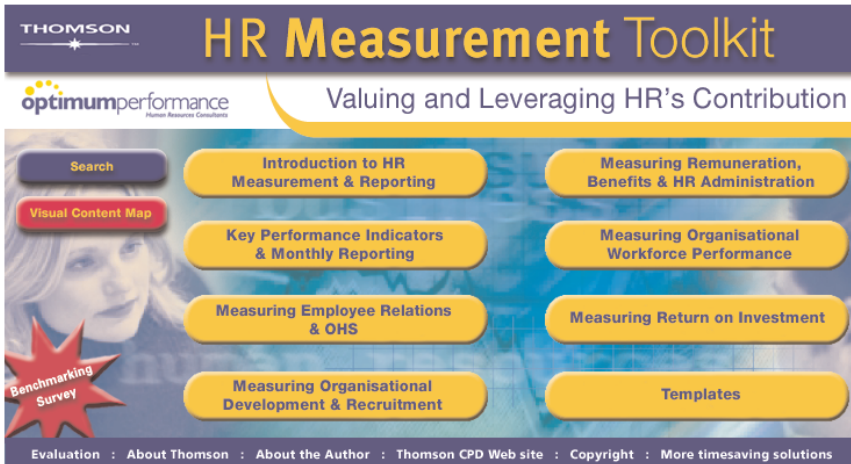 THOMSON
HR Measurement Toolkit
optimumperformance
Human Resources Consultants
Valuing and Leveraging HR's Contribution
Search
Visual Content Map
Benchmarking
Survey
Introduction to HR
Measurement & Reporting
Key Performance Indicators
& Monthly Reporting
Measuring Employee Relations
& OHS
Measuring Organisational
Development & Recruitment
Measuring Remuneration,
Benefits & HR Administration
Measuring Organisational
Workforce Performance
Measuring Return on Investment
Templates
Evaluation : About Thomson : About the Author : Thomson CPD Web site : Copyright : More timesaving solutions